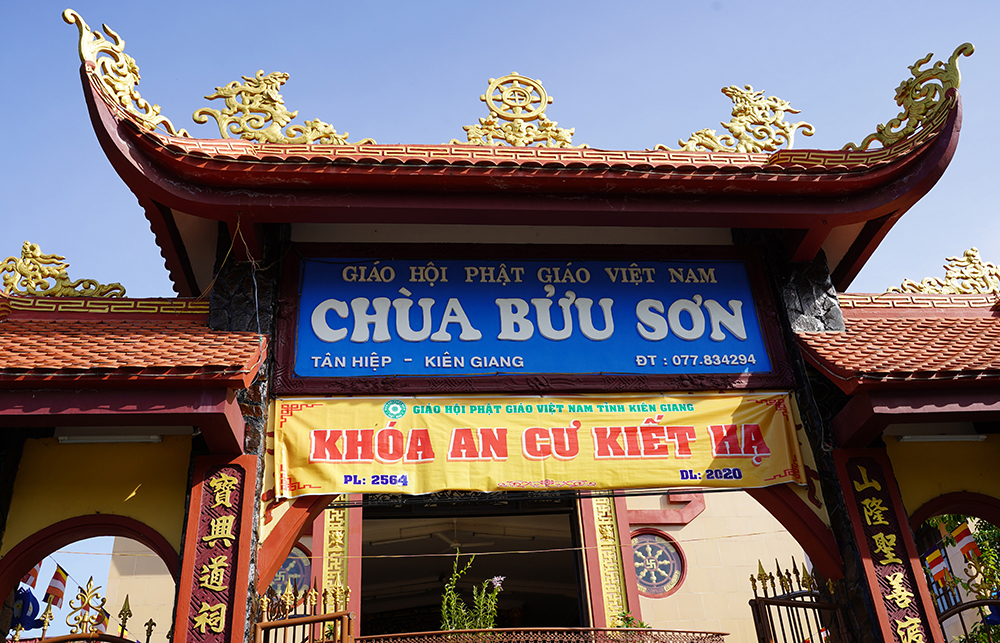 GIÁO HỘI PHẬT GIÁO VIỆT NAM
CHÙA BỬU SƠN
TÂN HIỆP - KIÊN GIANG ĐT : 077.834294
GIÁO HỘI PHẬT GIÁO VIỆT NAM TỈNH KIÊN GIANG
KHÓA AN CƯ KIẾT HẠ
PL: 2564 DL: 2020
寶興道祠
山隆聖善